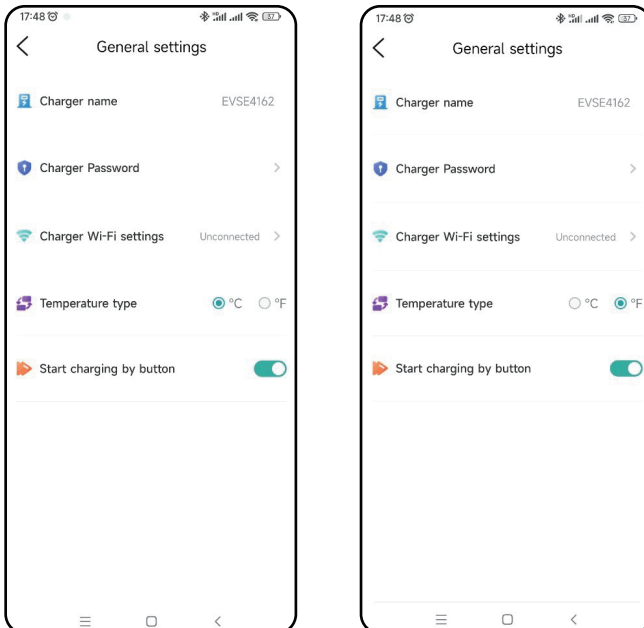 17:48
37
General settings
Charger name EVSE4162
Charger Password
Charger Wi-Fi settings Unconnected
Temperature type °C °F
Start charging by button
17:48
37
General settings
Charger name EVSE4162
Charger Password
Charger Wi-Fi settings Unconnected
Temperature type °C °F
Start charging by button